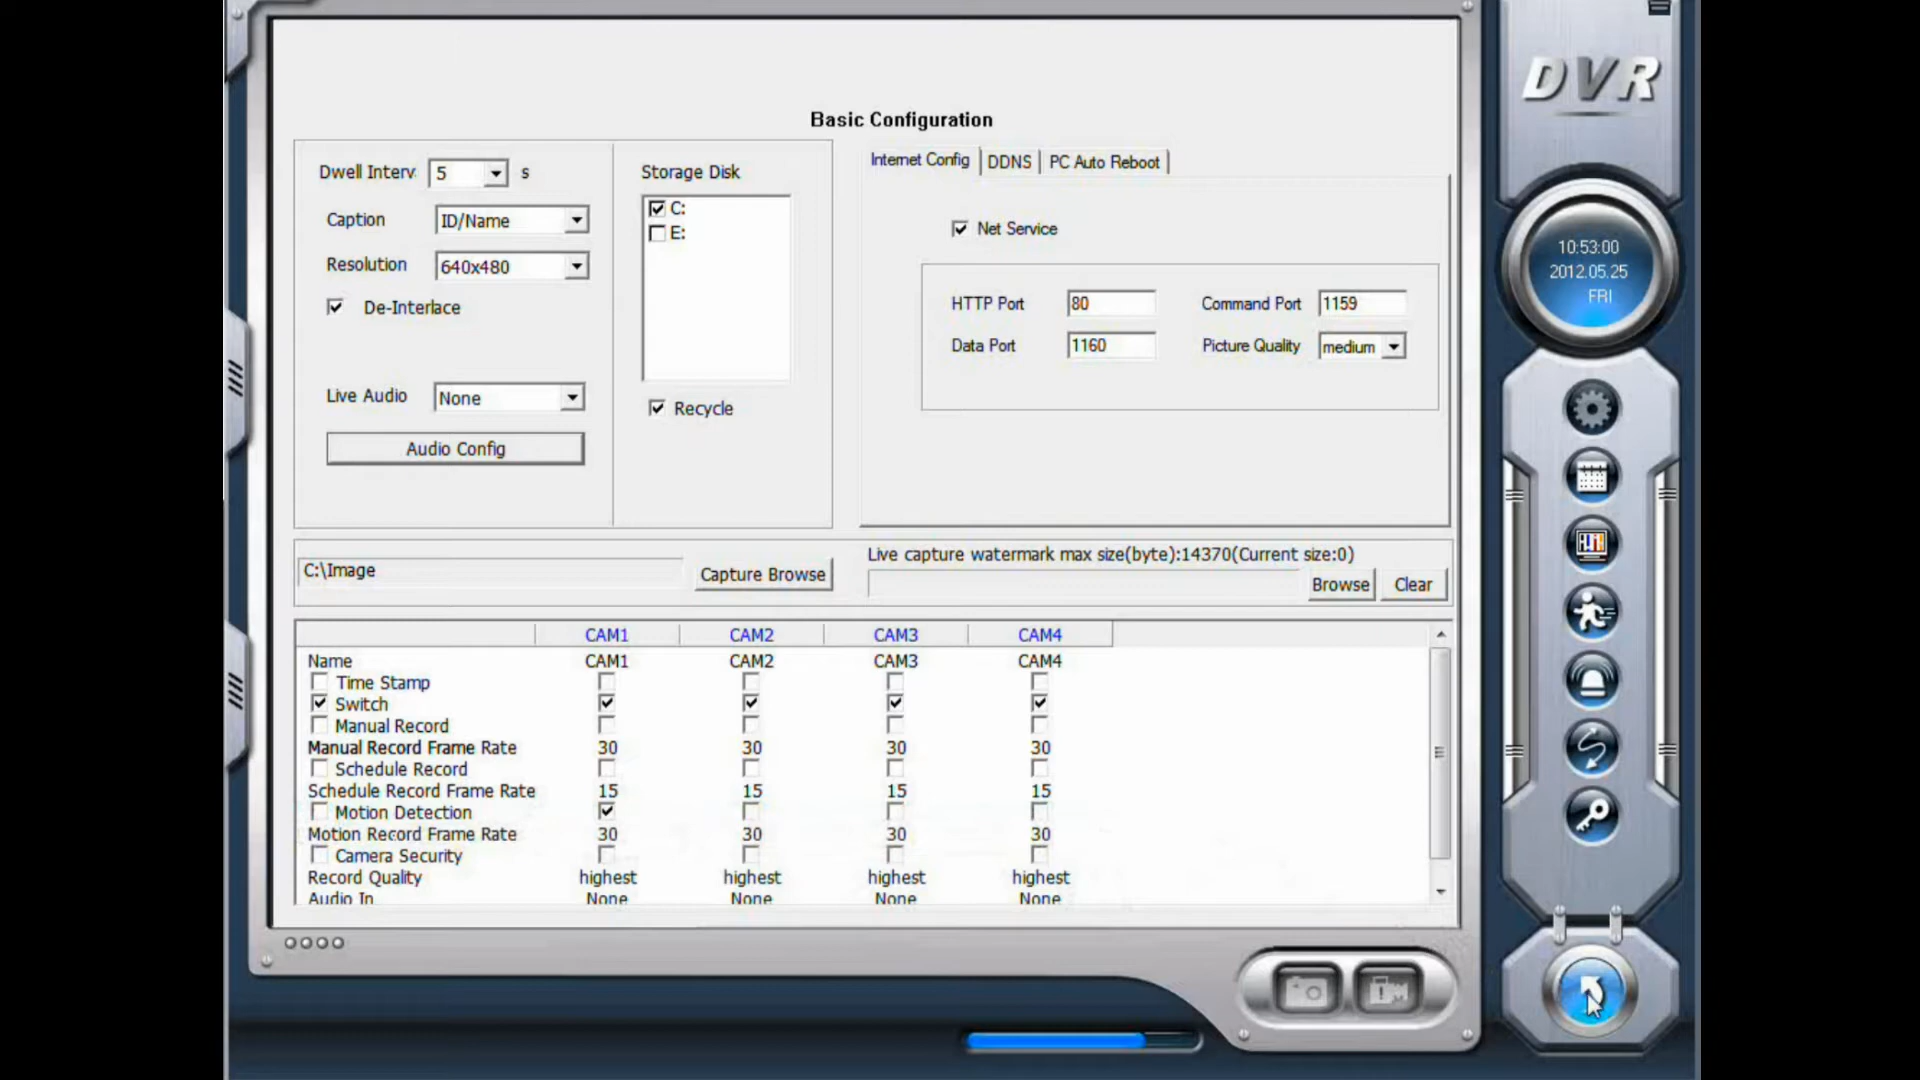 DVR
Basic Configuration
Dwell Interv 5 s
Caption ID/Name
Resolution 640x480
De-Interlace
Live Audio None
Audio Config
Storage Disk
C:
E:
Recycle
Internet Config DDNS PC Auto Reboot
Net Service
HTTP Port 80 Command Port 1159
Data Port 1160 Picture Quality medium
10:53:00
2012.05.25
FRI
C:\Image Capture Browse
Live capture watermark max size(byte):14370(Current size:0)
Browse Clear
CAM1 CAM2 CAM3 CAM4
Name CAM1 CAM2 CAM3 CAM4
Time Stamp
Switch
Manual Record
Manual Record Frame Rate 30 30 30 30
Schedule Record
Schedule Record Frame Rate 15 15 15 15
Motion Detection
Motion Record Frame Rate 30 30 30 30
Camera Security
Record Quality highest highest highest highest
Audio In None None None None